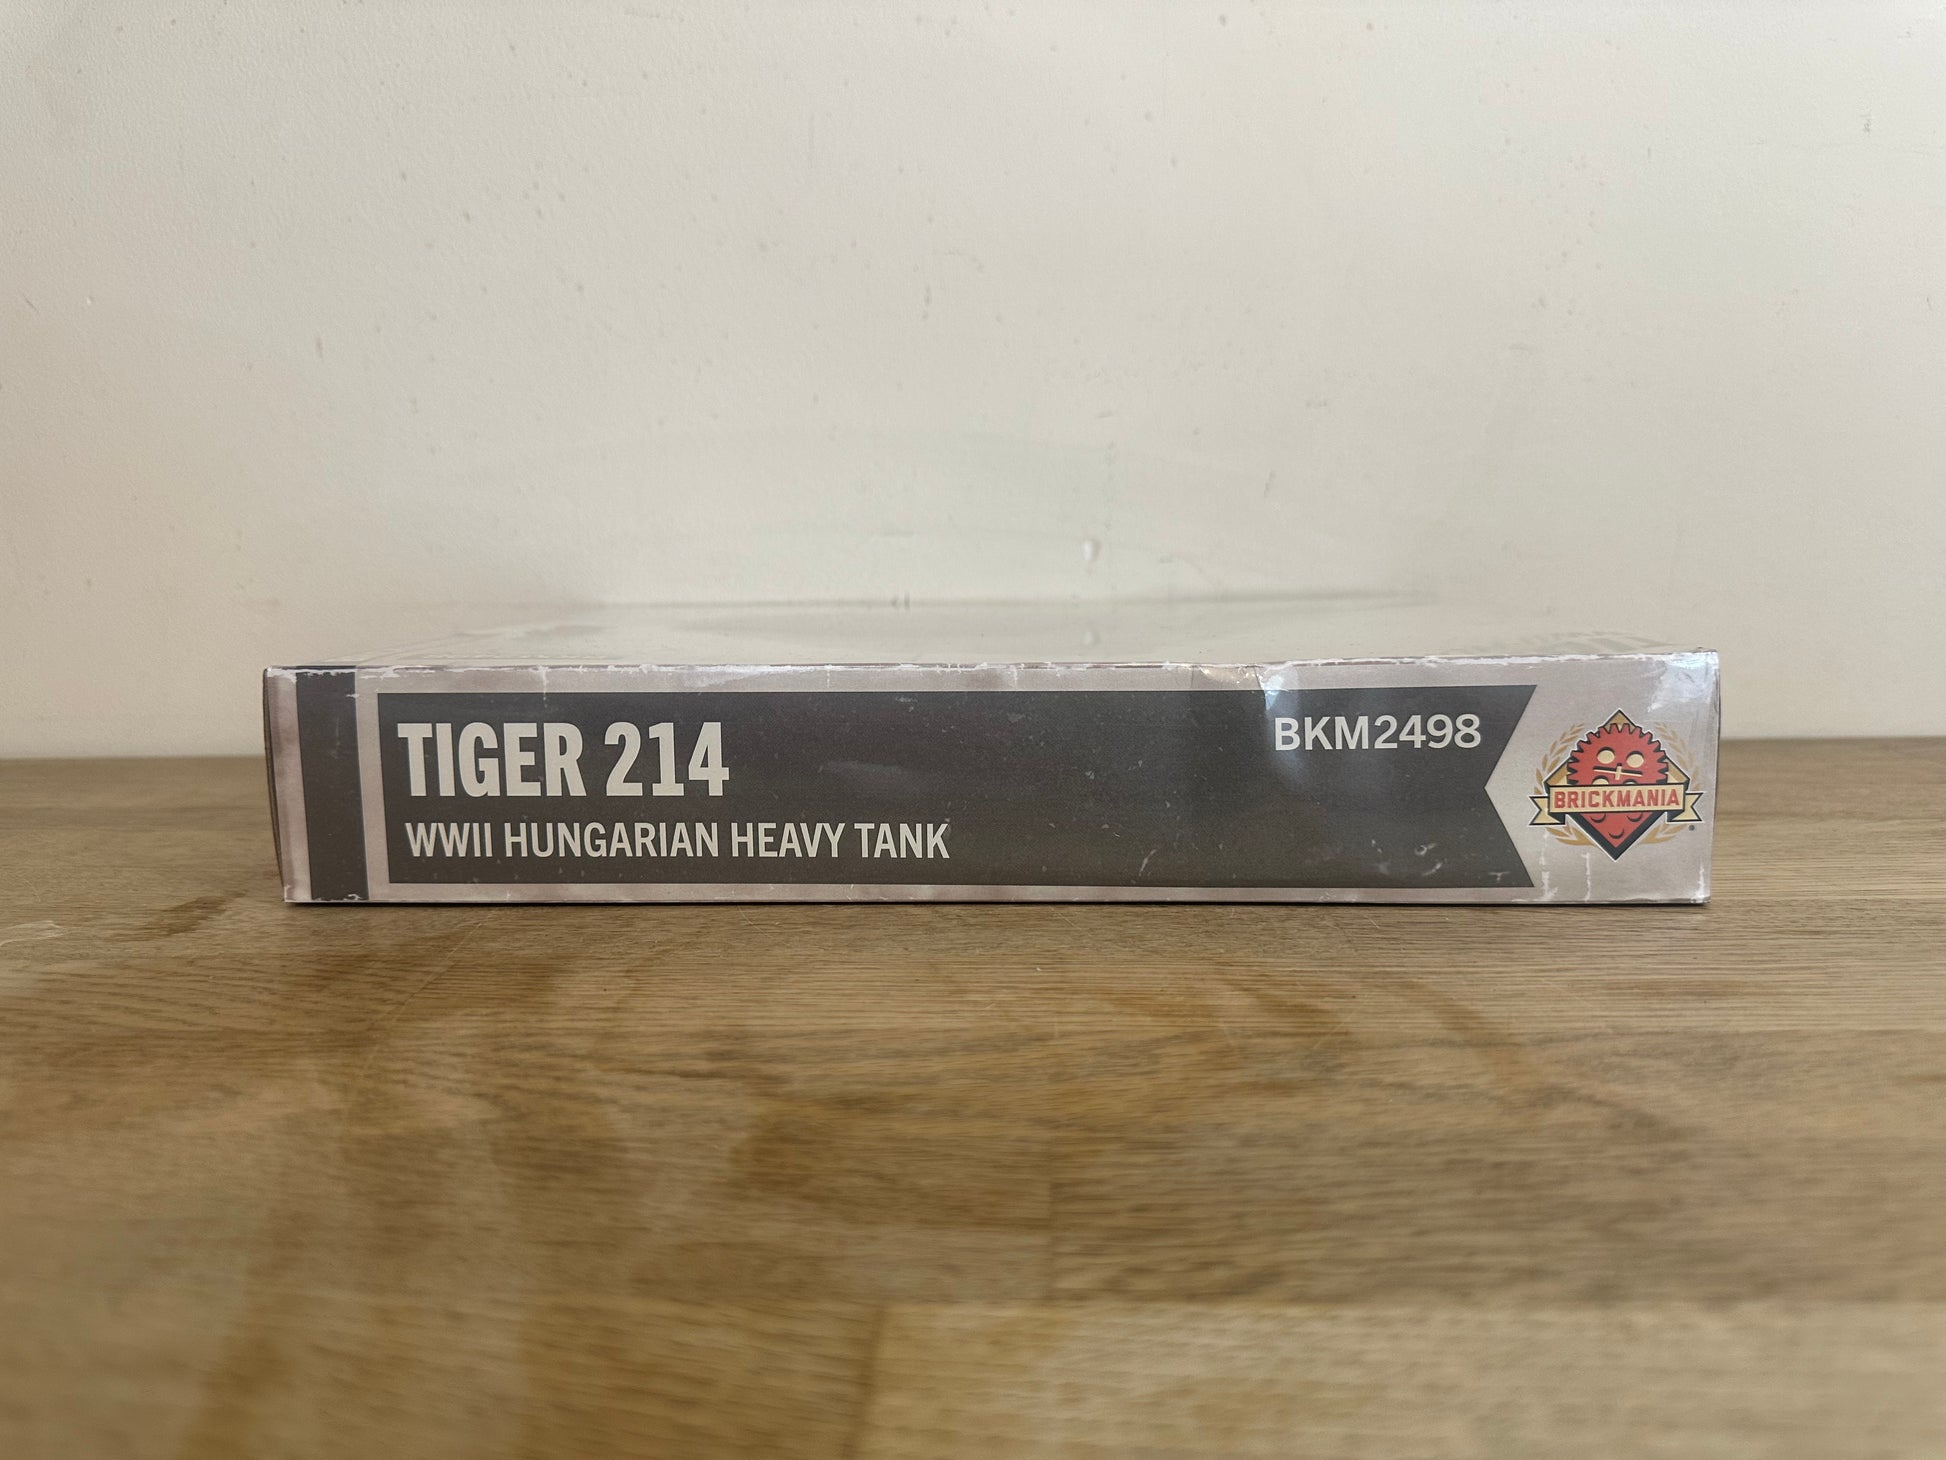 TIGER 214
WWII HUNGARIAN HEAVY TANK
BKM2498
BRICKMANIA